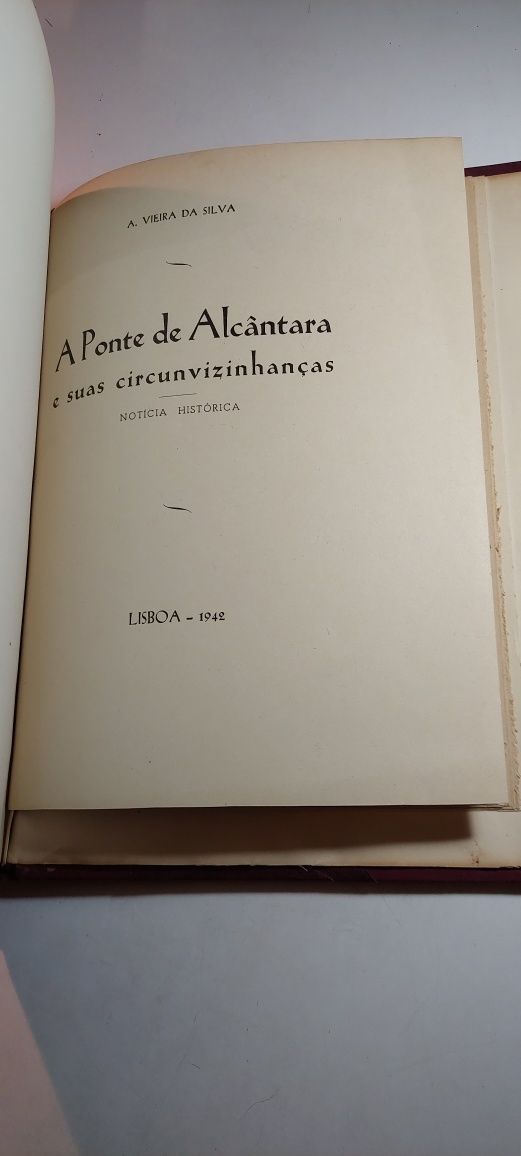 A. VIEIRA DA SILVA
A Ponte de Alcântara
e suas circunvizinhanças
NOTÍCIA HISTÓRICA
LISBOA – 1942